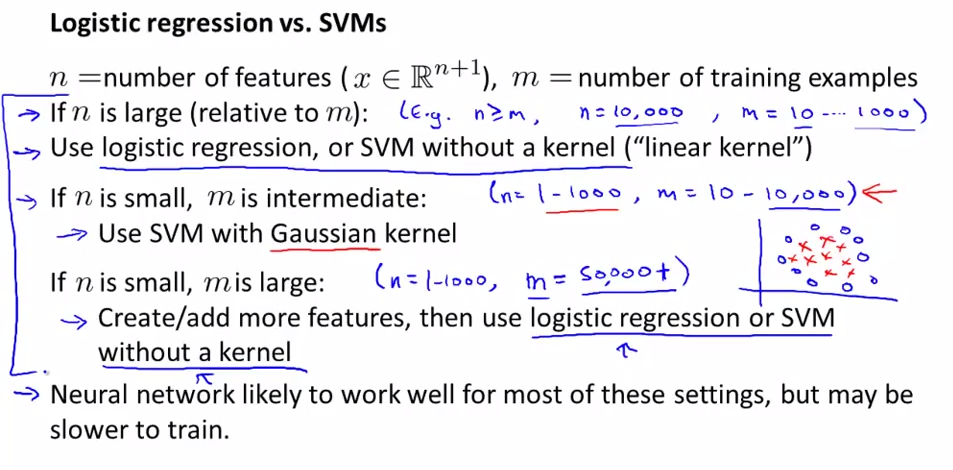 Logistic regression vs. SVMs
n =number of features (x ∈ ℝⁿ⁺¹), m = number of training examples
→ If n is large (relative to m): (E.g. n ≥ m, n = 10,000, m = 10 .... 1000)
→ Use logistic regression, or SVM without a kernel (“linear kernel”)
→ If n is small, m is intermediate: (n = 1 - 1000, m = 10 - 10,000) ←
→ Use SVM with Gaussian kernel
If n is small, m is large: (n = 1 - 1000, m = 50,000+)
→ Create/add more features, then use logistic regression or SVM
without a kernel
→ Neural network likely to work well for most of these settings, but may be
slower to train.